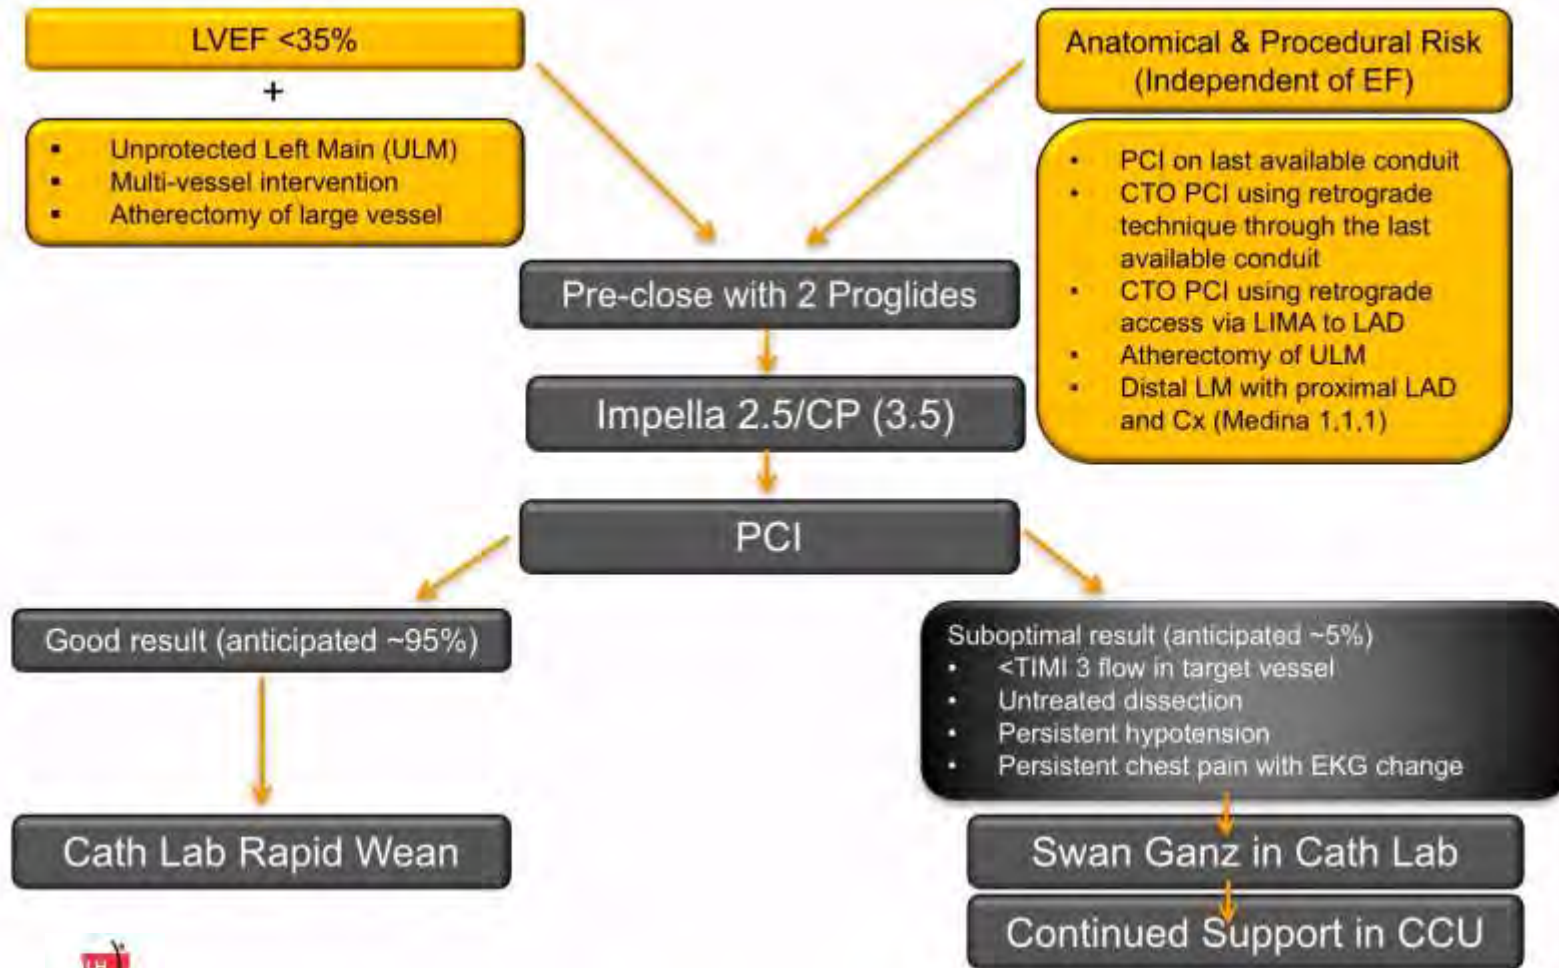 LVEF <35%
+
▪ Unprotected Left Main (ULM)
▪ Multi-vessel intervention
▪ Atherectomy of large vessel
Anatomical & Procedural Risk
(Independent of EF)
• PCI on last available conduit
• CTO PCI using retrograde
technique through the last
available conduit
• CTO PCI using retrograde
access via LIMA to LAD
• Atherectomy of ULM
• Distal LM with proximal LAD
and Cx (Medina 1,1,1)
Pre-close with 2 Proglides
Impella 2.5/CP (3.5)
PCI
Good result (anticipated ~95%)
Cath Lab Rapid Wean
Suboptimal result (anticipated ~5%)
• <TIMI 3 flow in target vessel
• Untreated dissection
• Persistent hypotension
• Persistent chest pain with EKG change
Swan Ganz in Cath Lab
Continued Support in CCU